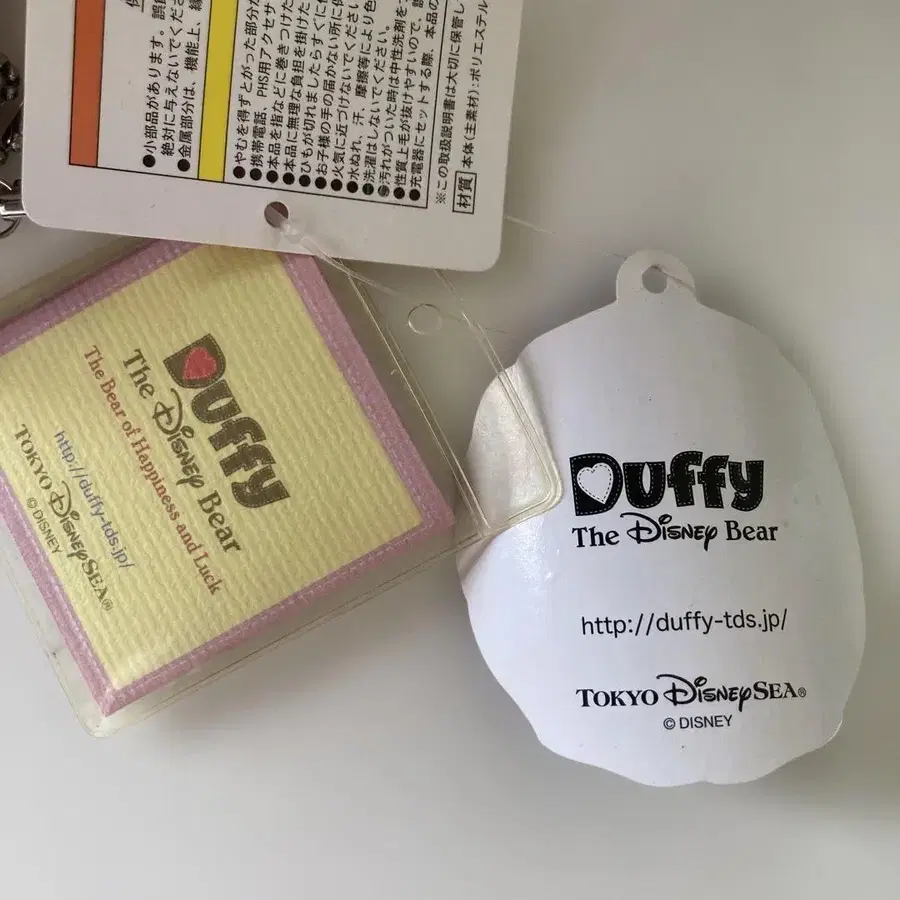 ●小部品があります。誤飲
絶対に与えないでくださ
●金属部分は、機能上、縁
●やむを得ずとがった部分が
●携帯電話、PHS用アクセサ
●本品を指などに巻きつけた
●本品に無理な負担を掛けた
●ひもが切れましたらすぐに
●お子様の手の届かない所に保
●火気に近づけないでください
●水ぬれ、汗、摩擦等により色
●洗濯はしないでください。
●汚れがついた時は中性洗剤を
●性質上毛が抜けやすいので、誤
●充電器にセットする際、本品の
※この取扱説明書は大切に保管し
材質 本体(主素材):ポリエステル
Duffy
The Disney Bear
The Bear of Happiness and Luck
http://duffy-tds.jp/
TOKYO DISNEYSEA®
© DISNEY
Duffy
The Disney Bear
http://duffy-tds.jp/
TOKYO DISNEYSEA®
© DISNEY